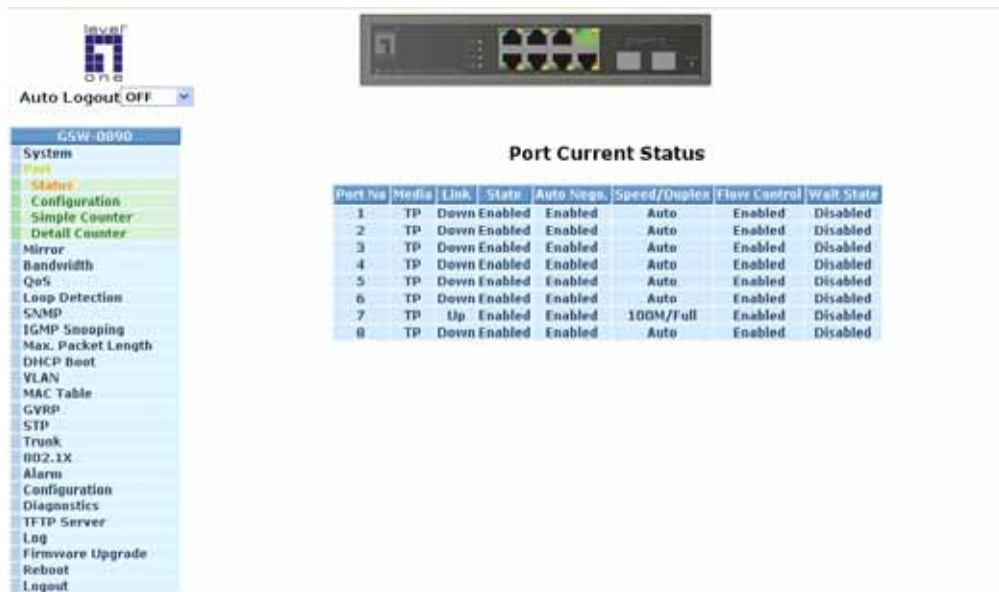 level
one
Auto Logout OFF
GSW-0890
System
Port
Status
Configuration
Simple Counter
Detail Counter
Mirror
Bandwidth
QoS
Loop Detection
SNMP
IGMP Snooping
Max. Packet Length
DHCP Boot
VLAN
MAC Table
GVRP
STP
Trunk
802.1X
Alarm
Configuration
Diagnostics
TFTP Server
Log
Firmware Upgrade
Reboot
Logout
Port Current Status
Port No Media Link State Auto Nego. Speed/Duplex Flow Control Wait State
1 TP Down Enabled Enabled Auto Enabled Disabled
2 TP Down Enabled Enabled Auto Enabled Disabled
3 TP Down Enabled Enabled Auto Enabled Disabled
4 TP Down Enabled Enabled Auto Enabled Disabled
5 TP Down Enabled Enabled Auto Enabled Disabled
6 TP Down Enabled Enabled Auto Enabled Disabled
7 TP Up Enabled Enabled 100M/Full Enabled Disabled
8 TP Down Enabled Enabled Auto Enabled Disabled